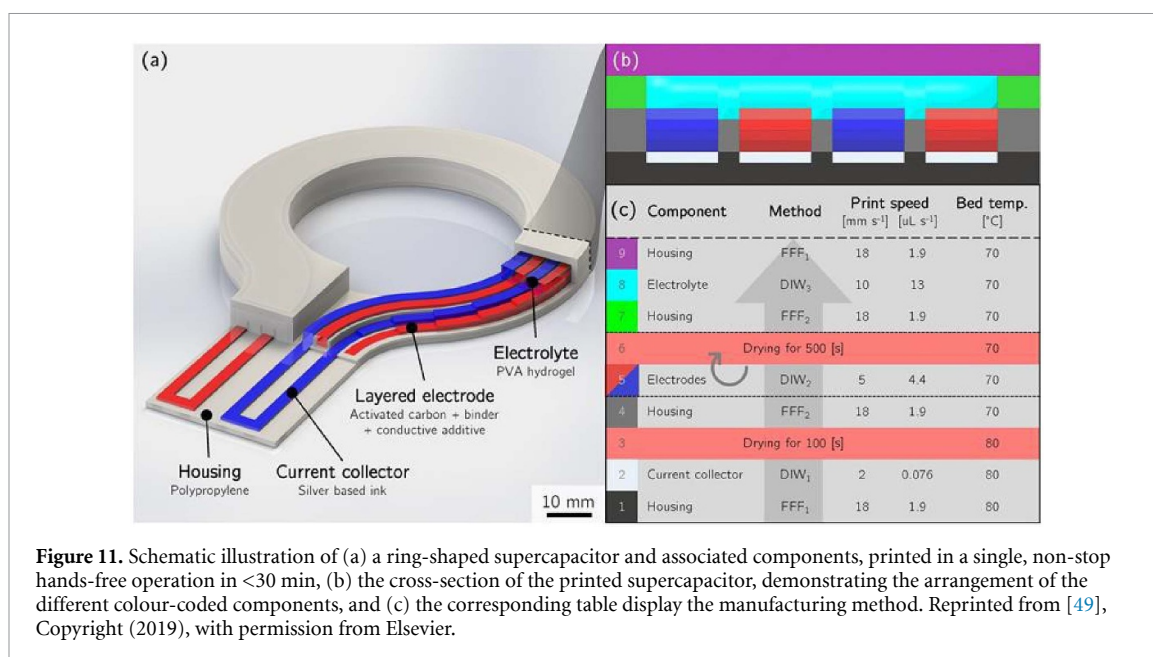 (a)
Electrolyte
PVA hydrogel
Layered electrode
Activated carbon + binder
+ conductive additive
Housing
Polypropylene
Current collector
Silver based ink
10 mm
(b)
(c) Component Method Print speed Bed temp.
[mm s⁻¹] [uL s⁻¹] [°C]
9 Housing FFF₁ 18 1.9 70
8 Electrolyte DIW₃ 10 13 70
7 Housing FFF₂ 18 1.9 70
6 Drying for 500 [s] 70
5 Electrodes DIW₂ 5 4.4 70
4 Housing FFF₂ 18 1.9 70
3 Drying for 100 [s] 80
2 Current collector DIW₁ 2 0.076 80
1 Housing FFF₁ 18 1.9 80
Figure 11. Schematic illustration of (a) a ring-shaped supercapacitor and associated components, printed in a single, non-stop
hands-free operation in <30 min, (b) the cross-section of the printed supercapacitor, demonstrating the arrangement of the
different colour-coded components, and (c) the corresponding table display the manufacturing method. Reprinted from [49],
Copyright (2019), with permission from Elsevier.